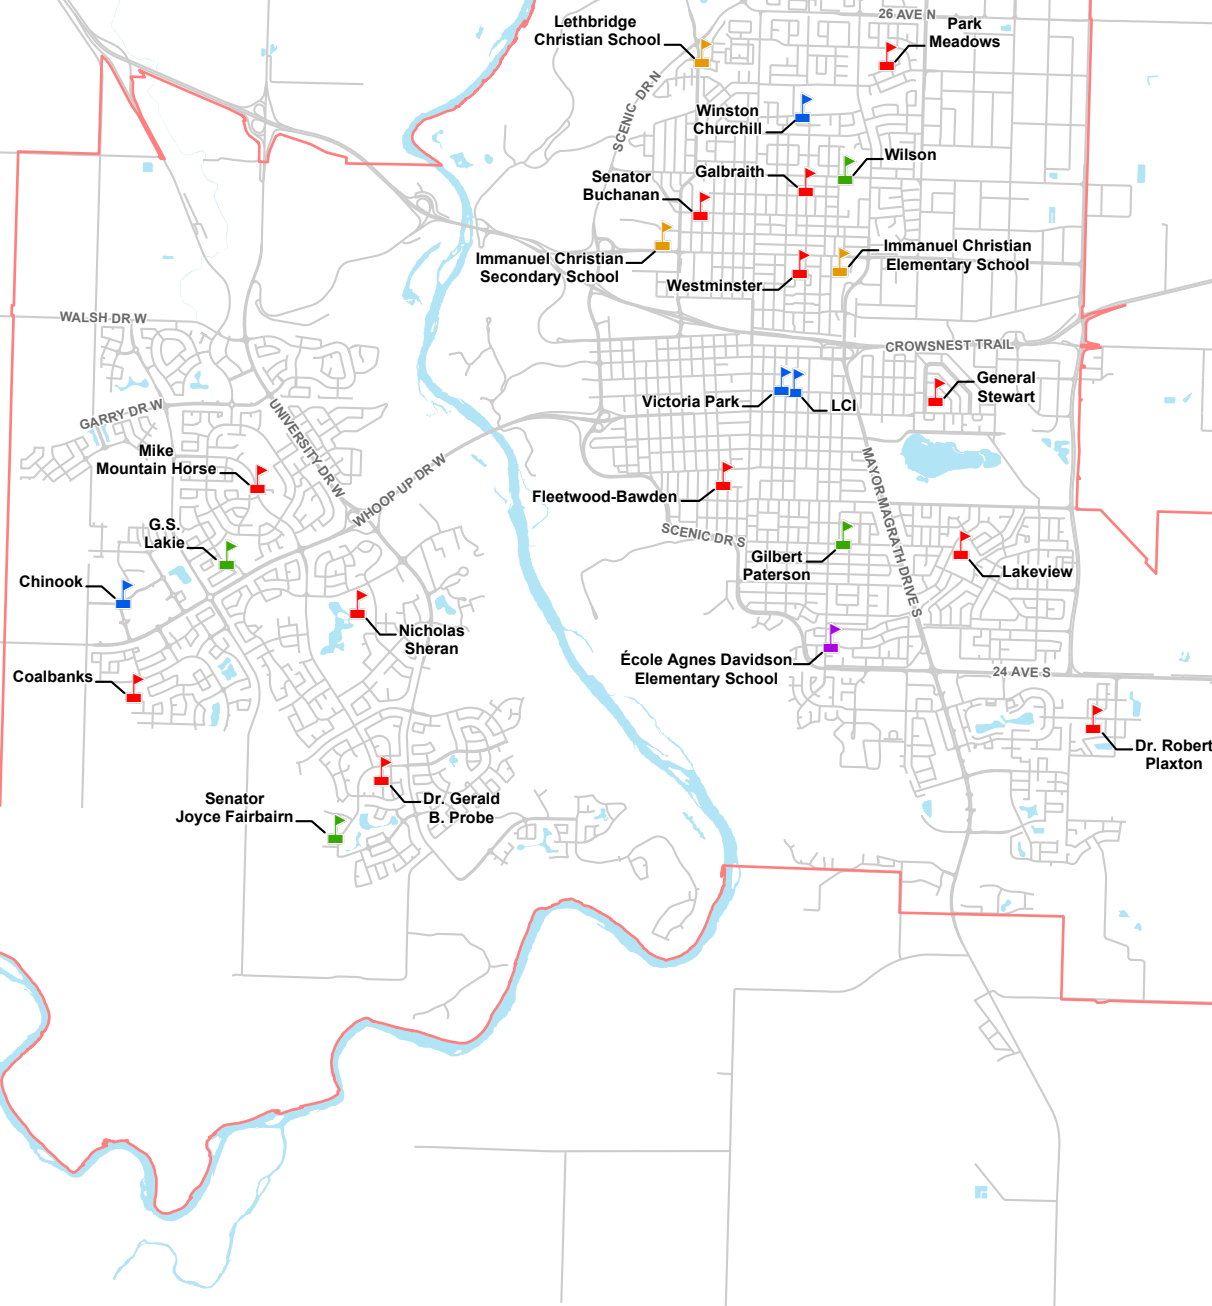 26 AVE N
Lethbridge
Christian School
Park
Meadows
SCENIC DR N
Winston
Churchill
Wilson
Galbraith
Senator
Buchanan
Immanuel Christian
Secondary School
Immanuel Christian
Elementary School
Westminster
WALSH DR W
CROWSNEST TRAIL
General
Stewart
Victoria Park
LCI
GARRY DR W
UNIVERSITY DR W
Mike
Mountain Horse
WHOOP UP DR W
MAYOR MAGRATH DRIVE S
Fleetwood-Bawden
SCENIC DR S
G.S.
Lakie
Gilbert
Paterson
Lakeview
Chinook
Nicholas
Sheran
École Agnes Davidson
Elementary School
24 AVE S
Coalbanks
Dr. Robert
Plaxton
Senator
Joyce Fairbairn
Dr. Gerald
B. Probe